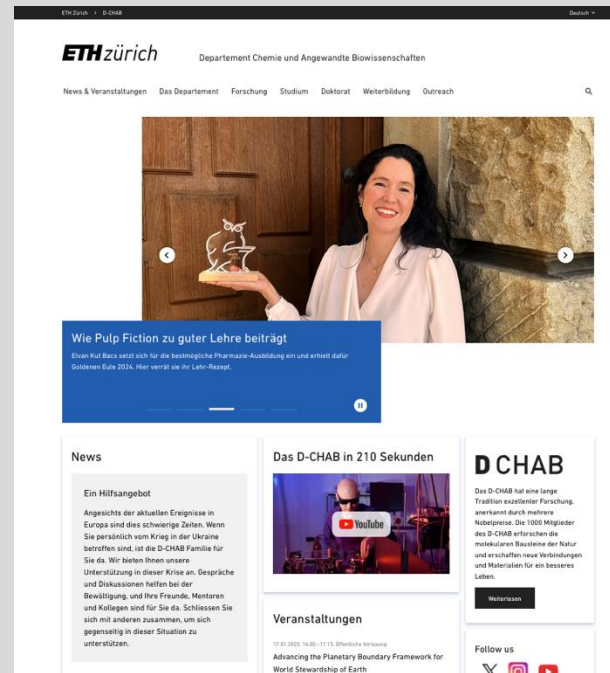 ETH Zürich
D-CHAB
Deutsch
ETH zürich
Departement Chemie und Angewandte Biowissenschaften
News & Veranstaltungen Das Departement Forschung Studium Doktorat Weiterbildung Outreach
Wie Pulp Fiction zu guter Lehre beiträgt
Elvan Kut Bacs setzt sich für die bestmögliche Pharmazie-Ausbildung ein und erhielt dafür
Goldenen Eule 2024. Hier verrät sie ihr Lehr-Rezept.
News
Ein Hilfsangebot
Angesichts der aktuellen Ereignisse in
Europa sind dies schwierige Zeiten. Wenn
Sie persönlich vom Krieg in der Ukraine
betroffen sind, ist die D-CHAB Familie für
Sie da. Wir bieten Ihnen unsere
Unterstützung in dieser Krise an. Gespräche
und Diskussionen helfen bei der
Bewältigung, und Ihre Freunde, Mentoren
und Kollegen sind für Sie da. Schliessen Sie
sich mit anderen zusammen, um sich
gegenseitig in dieser Situation zu
unterstützen.
Das D-CHAB in 210 Sekunden
YouTube
Veranstaltungen
17.01.2025, 16:00 -17:15, Öffentliche Vorlesung
Advancing the Planetary Boundary Framework for
World Stewardship of Earth
D CHAB
Das D-CHAB hat eine lange
Tradition exzellenter Forschung,
anerkannt durch mehrere
Nobelpreise. Die 1000 Mitglieder
des D-CHAB erforschen die
molekularen Bausteine der Natur
und erschaffen neue Verbindungen
und Materialien für ein besseres
Leben.
Weiterlesen
Follow us